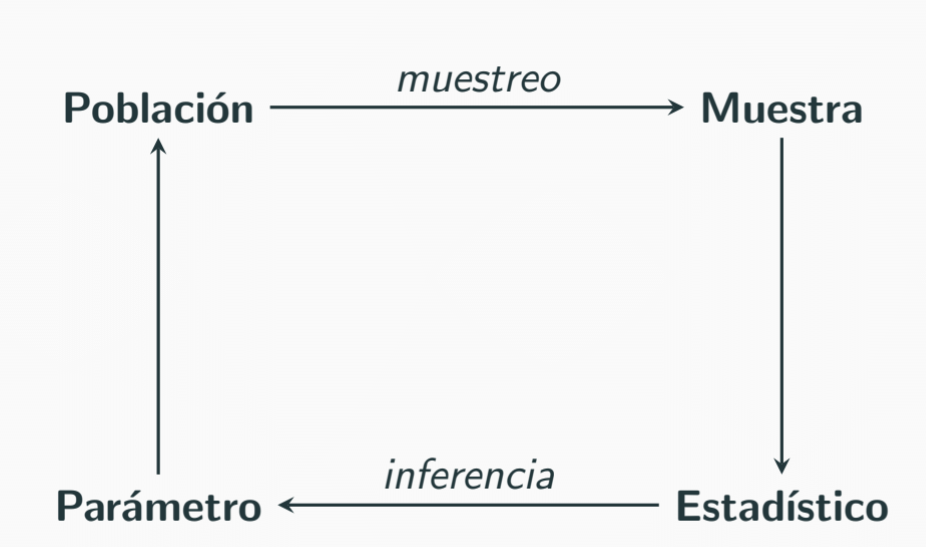 muestreo
Población
Muestra
inferencia
Parámetro
Estadístico